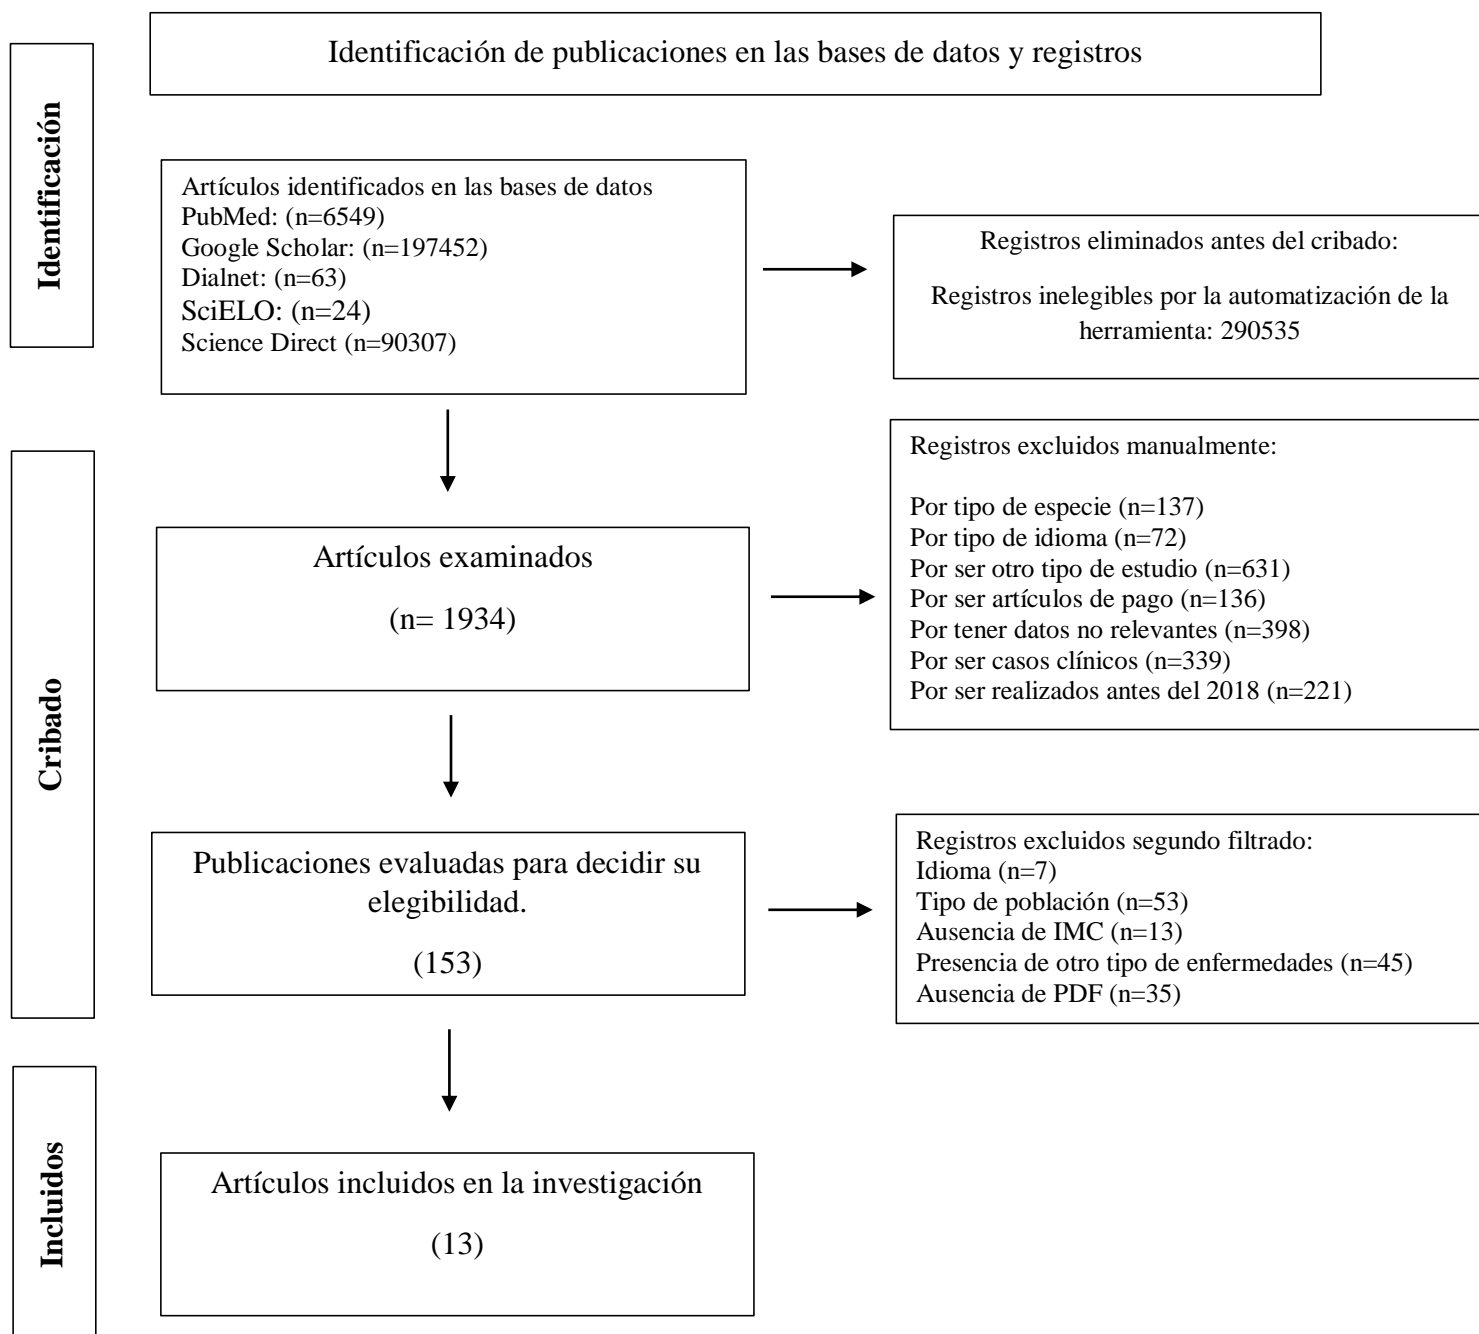 Identificación de publicaciones en las bases de datos y registros
Identificación
Artículos identificados en las bases de datos
PubMed: (n=6549)
Google Scholar: (n=197452)
Dialnet: (n=63)
SciELO: (n=24)
Science Direct (n=90307)
Registros eliminados antes del cribado:
Registros inelegibles por la automatización de la
herramienta: 290535
Cribado
Artículos examinados
(n= 1934)
Registros excluidos manualmente:
Por tipo de especie (n=137)
Por tipo de idioma (n=72)
Por ser otro tipo de estudio (n=631)
Por ser artículos de pago (n=136)
Por tener datos no relevantes (n=398)
Por ser casos clínicos (n=339)
Por ser realizados antes del 2018 (n=221)
Publicaciones evaluadas para decidir su
elegibilidad.
(153)
Registros excluidos segundo filtrado:
Idioma (n=7)
Tipo de población (n=53)
Ausencia de IMC (n=13)
Presencia de otro tipo de enfermedades (n=45)
Ausencia de PDF (n=35)
Incluidos
Artículos incluidos en la investigación
(13)